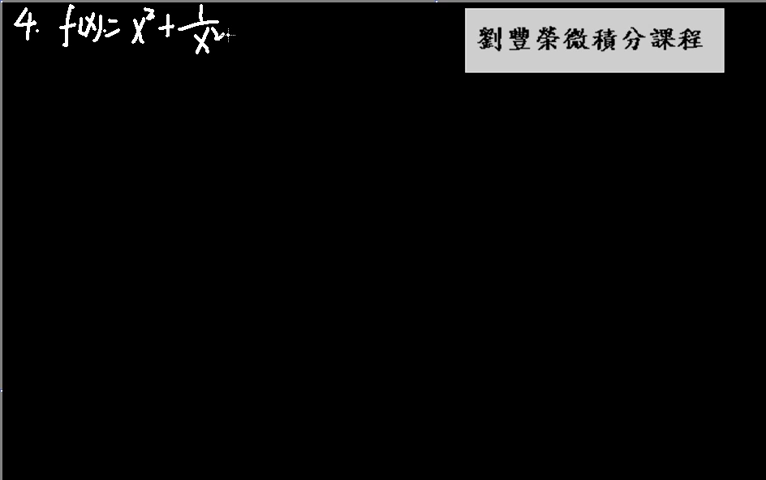 4. f(x) = x² + 1/x²
劉豐榮微積分課程